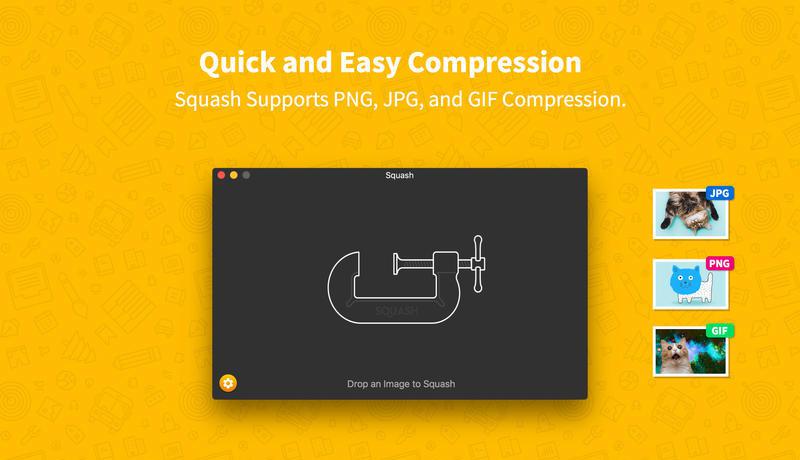 Quick and Easy Compression
Squash Supports PNG, JPG, and GIF Compression.
Squash
JPG
PNG
GIF
SQUASH
Drop an Image to Squash